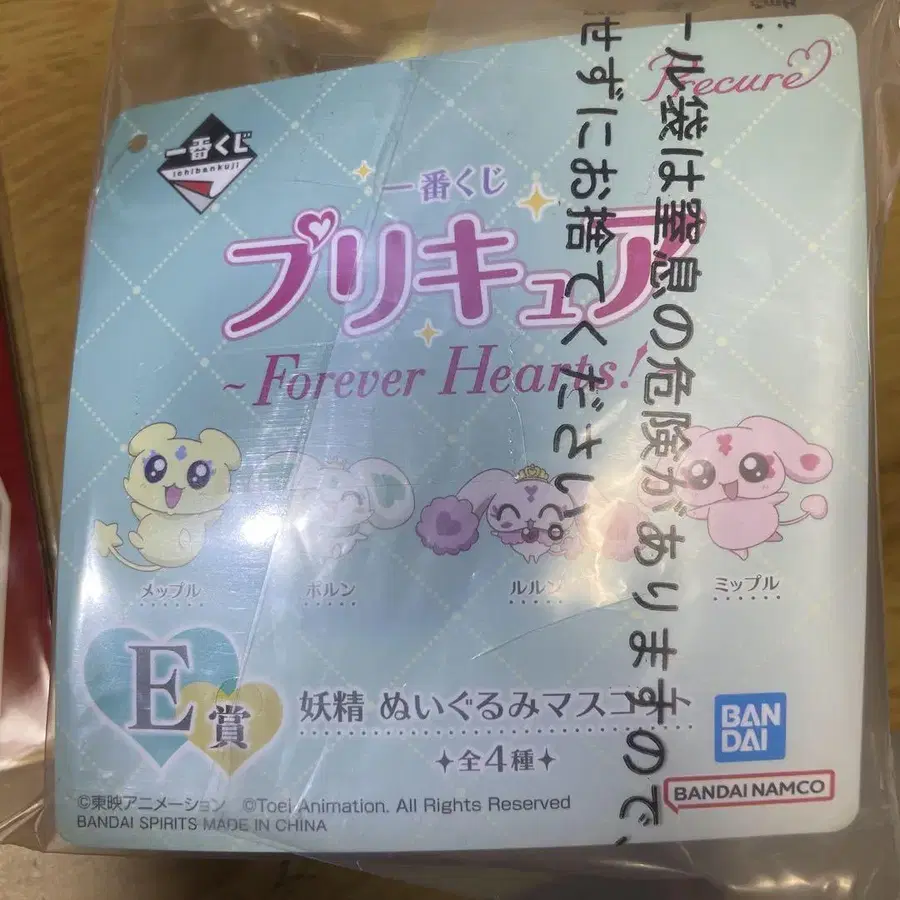 Precure
一番くじ
ichibankuji
一番くじ
プリキュア
~Forever Hearts!
メップル
ポルン
ルルン
ミップル
E賞
妖精 ぬいぐるみマスコ
全4種
BAN
DAI
BANDAI NAMCO
©東映アニメーション ©Toei Animation. All Rights Reserved
BANDAI SPIRITS MADE IN CHINA
ール袋は窒息の危険がありますので、
せずにお捨てください。